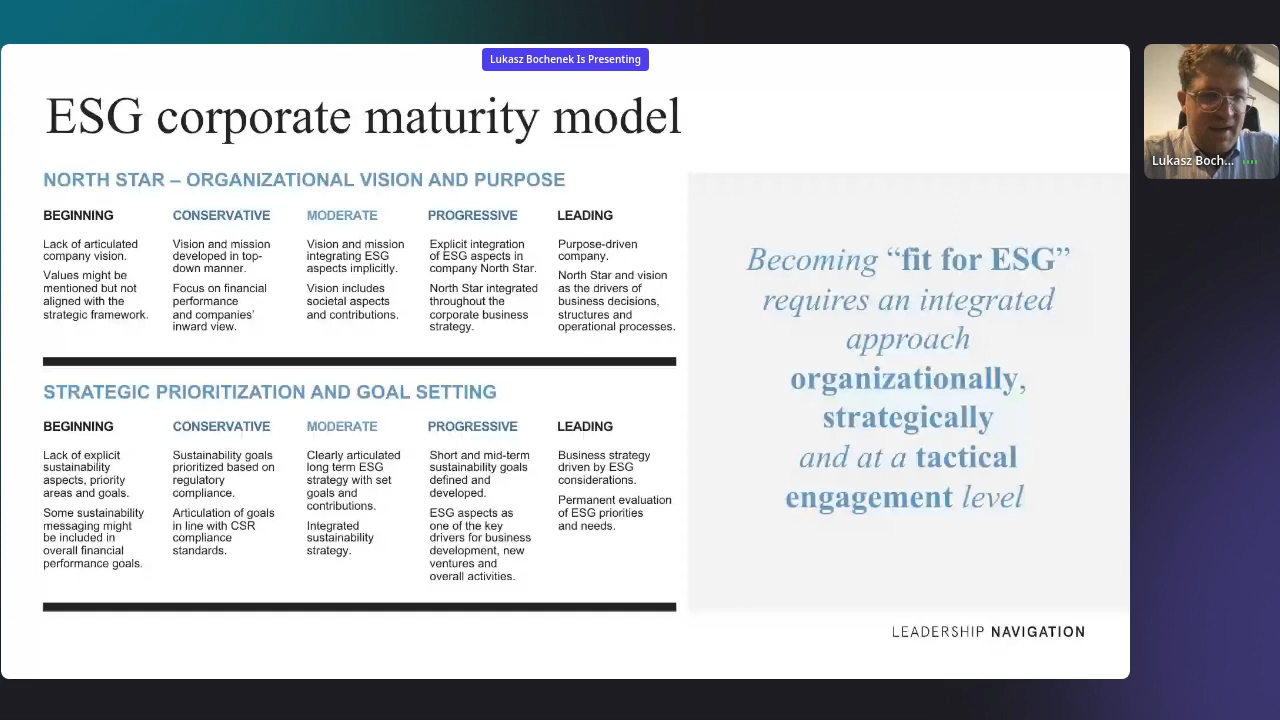 Lukasz Bochenek Is Presenting
ESG corporate maturity model
NORTH STAR – ORGANIZATIONAL VISION AND PURPOSE
BEGINNING
Lack of articulated
company vision.
Values might be
mentioned but not
aligned with the
strategic framework.
CONSERVATIVE
Vision and mission
developed in top-
down manner.
Focus on financial
performance
and companies'
inward view.
MODERATE
Vision and mission
integrating ESG
aspects implicitly.
Vision includes
societal aspects
and contributions.
PROGRESSIVE
Explicit integration
of ESG aspects in
company North Star.
North Star integrated
throughout the
corporate business
strategy.
LEADING
Purpose-driven
company.
North Star and vision
as the drivers of
business decisions,
structures and
operational processes.
STRATEGIC PRIORITIZATION AND GOAL SETTING
BEGINNING
Lack of explicit
sustainability
aspects, priority
areas and goals.
Some sustainability
messaging might
be included in
overall financial
performance goals.
CONSERVATIVE
Sustainability goals
prioritized based on
regulatory
compliance.
Articulation of goals
in line with CSR
compliance
standards.
MODERATE
Clearly articulated
long term ESG
strategy with set
goals and
contributions.
Integrated
sustainability
strategy.
PROGRESSIVE
Short and mid-term
sustainability goals
defined and
developed.
ESG aspects as
one of the key
drivers for business
development, new
ventures and
overall activities.
LEADING
Business strategy
driven by ESG
considerations.
Permanent evaluation
of ESG priorities
and needs.
Becoming “fit for ESG”
requires an integrated
approach
organizationally,
strategically
and at a tactical
engagement level
LEADERSHIP NAVIGATION
Lukasz Boch...